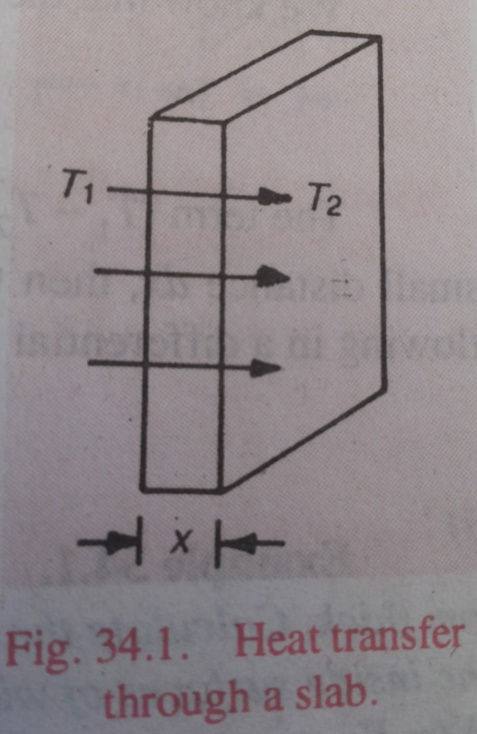 T₁ T₂
x
Fig. 34.1. Heat transfer
through a slab.